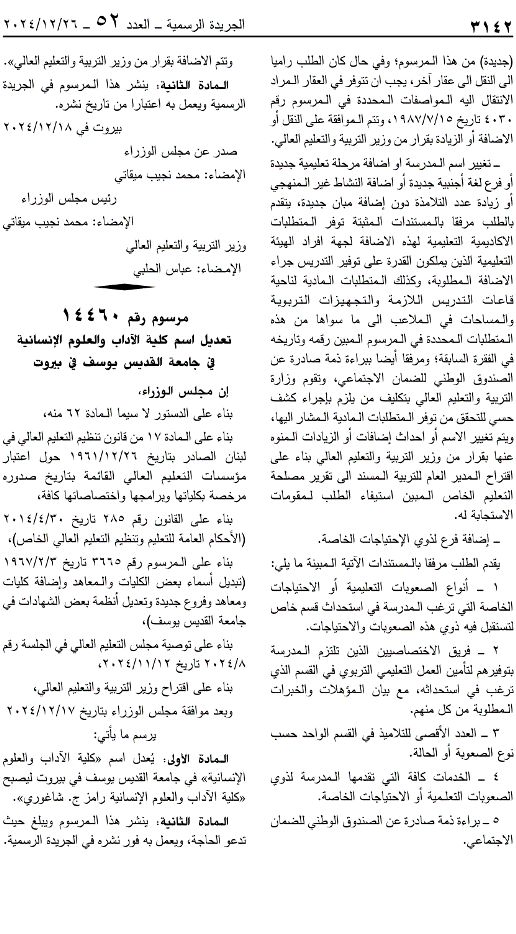 ٣١٤٢
الجريدة الرسمية ــ العدد ٥٢ ــ ٢٠٢٤/١٢/٢٦
(جديدة) من هذا المرسوم؛ وفي حال كان الطلب راميا
الى النقل الى عقار آخر، يجب ان تتوفر في العقار المراد
الانتقال اليه المواصفات المحددة في المرسوم رقم
٤٠٣٠ تاريخ ١٩٨٧/٧/١٥، وتتم الموافقة على النقل أو
الاضافة أو الزيادة بقرار من وزير التربية والتعليم العالي.
ــ تغيير اسم المدرسة او اضافة مرحلة تعليمية جديدة
أو فرع لغة أجنبية جديدة أو اضافة النشاط غير المنهجي
أو زيادة عدد التلامذة دون إضافة مبان جديدة، يتقدم
بالطلب مرفقا بالمستندات المثبتة توفر المتطلبات
الاكاديمية التعليمية لهذه الاضافة لجهة افراد الهيئة
التعليمية الذين يملكون القدرة على توفير التدريس جراء
الاضافة المطلوبة، وكذلك المتطلبات المادية لناحية
قاعات التدريس اللازمة والتجهيزات التربوية
والمساحات في الملاعب الى ما سواها من هذه
المتطلبات المحددة في المرسوم المبين رقمه وتاريخه
في الفقرة السابقة؛ ومرفقا أيضا ببراءة ذمة صادرة عن
الصندوق الوطني للضمان الاجتماعي، وتقوم وزارة
التربية والتعليم العالي بتكليف من يلزم بإجراء كشف
حسي للتحقق من توفر المتطلبات المادية المشار اليها،
ويتم تغيير الاسم أو احداث إضافات أو الزيادات المنوه
عنها بقرار من وزير التربية والتعليم العالي بناء على
اقتراح المدير العام للتربية المسند الى تقرير مصلحة
التعليم الخاص المبين استيفاء الطلب لمقومات
الاستجابة له.
ــ إضافة فرع لذوي الإحتياجات الخاصة.
يقدم الطلب مرفقا بالمستندات الآتية المبينة ما يلي:
١ ــ أنواع الصعوبات التعليمية أو الاحتياجات
الخاصة التي ترغب المدرسة في استحداث قسم خاص
لتستقبل فيه ذوي هذه الصعوبات والاحتياجات.
٢ ــ فريق الاختصاصيين الذين تلتزم المدرسة
بتوفيرهم لتأمين العمل التعليمي التربوي في القسم الذي
ترغب في استحداثه، مع بيان المؤهلات والخبرات
المطلوبة من كل منهم.
٣ ــ العدد الأقصى للتلاميذ في القسم الواحد حسب
نوع الصعوبة أو الحالة.
٤ ــ الخدمات كافة التي تقدمها المدرسة لذوي
الصعوبات التعلمية أو الاحتياجات الخاصة.
٥ ــ براءة ذمة صادرة عن الصندوق الوطني للضمان
الاجتماعي.
وتتم الاضافة بقرار من وزير التربية والتعليم العالي».
المادة الثانية: ينشر هذا المرسوم في الجريدة
الرسمية ويعمل به اعتبارا من تاريخ نشره.
بيروت في ٢٠٢٤/١٢/١٨
صدر عن مجلس الوزراء
الإمضاء: محمد نجيب ميقاتي
رئيس مجلس الوزراء
الإمضاء: محمد نجيب ميقاتي
وزير التربية والتعليم العالي
الإمضاء: عباس الحلبي
مرسوم رقم ١٤٤٦٠
تعديل اسم كلية الآداب والعلوم الإنسانية
في جامعة القديس يوسف في بيروت
إن مجلس الوزراء،
بناء على الدستور لا سيما المادة ٦٢ منه،
بناء على المادة ١٧ من قانون تنظيم التعليم العالي في
لبنان الصادر بتاريخ ١٩٦١/١٢/٢٦ حول اعتبار
مؤسسات التعليم العالي القائمة بتاريخ صدوره
مرخصة بكلياتها وبرامجها واختصاصاتها كافة،
بناء على القانون رقم ٢٨٥ تاريخ ٢٠١٤/٤/٣٠
(الأحكام العامة للتعليم وتنظيم التعليم العالي الخاص)،
بناء على المرسوم رقم ٣٦٦٥ تاريخ ١٩٦٧/٢/٣
(تبديل أسماء بعض الكليات والمعاهد وإضافة كليات
ومعاهد وفروع جديدة وتعديل أنظمة بعض الشهادات في
جامعة القديس يوسف)،
بناء على توصية مجلس التعليم العالي في الجلسة رقم
٢٠٢٤/٨ تاريخ ٢٠٢٤/١١/١٢،
بناء على اقتراح وزير التربية والتعليم العالي،
وبعد موافقة مجلس الوزراء بتاريخ ٢٠٢٤/١٢/١٧
يرسم ما يأتي:
المادة الأولى: يُعدل اسم «كلية الآداب والعلوم
الإنسانية» في جامعة القديس يوسف في بيروت ليصبح
«كلية الآداب والعلوم الإنسانية رامز ج. شاغوري».
المادة الثانية: ينشر هذا المرسوم ويبلغ حيث
تدعو الحاجة، ويعمل به فور نشره في الجريدة الرسمية.